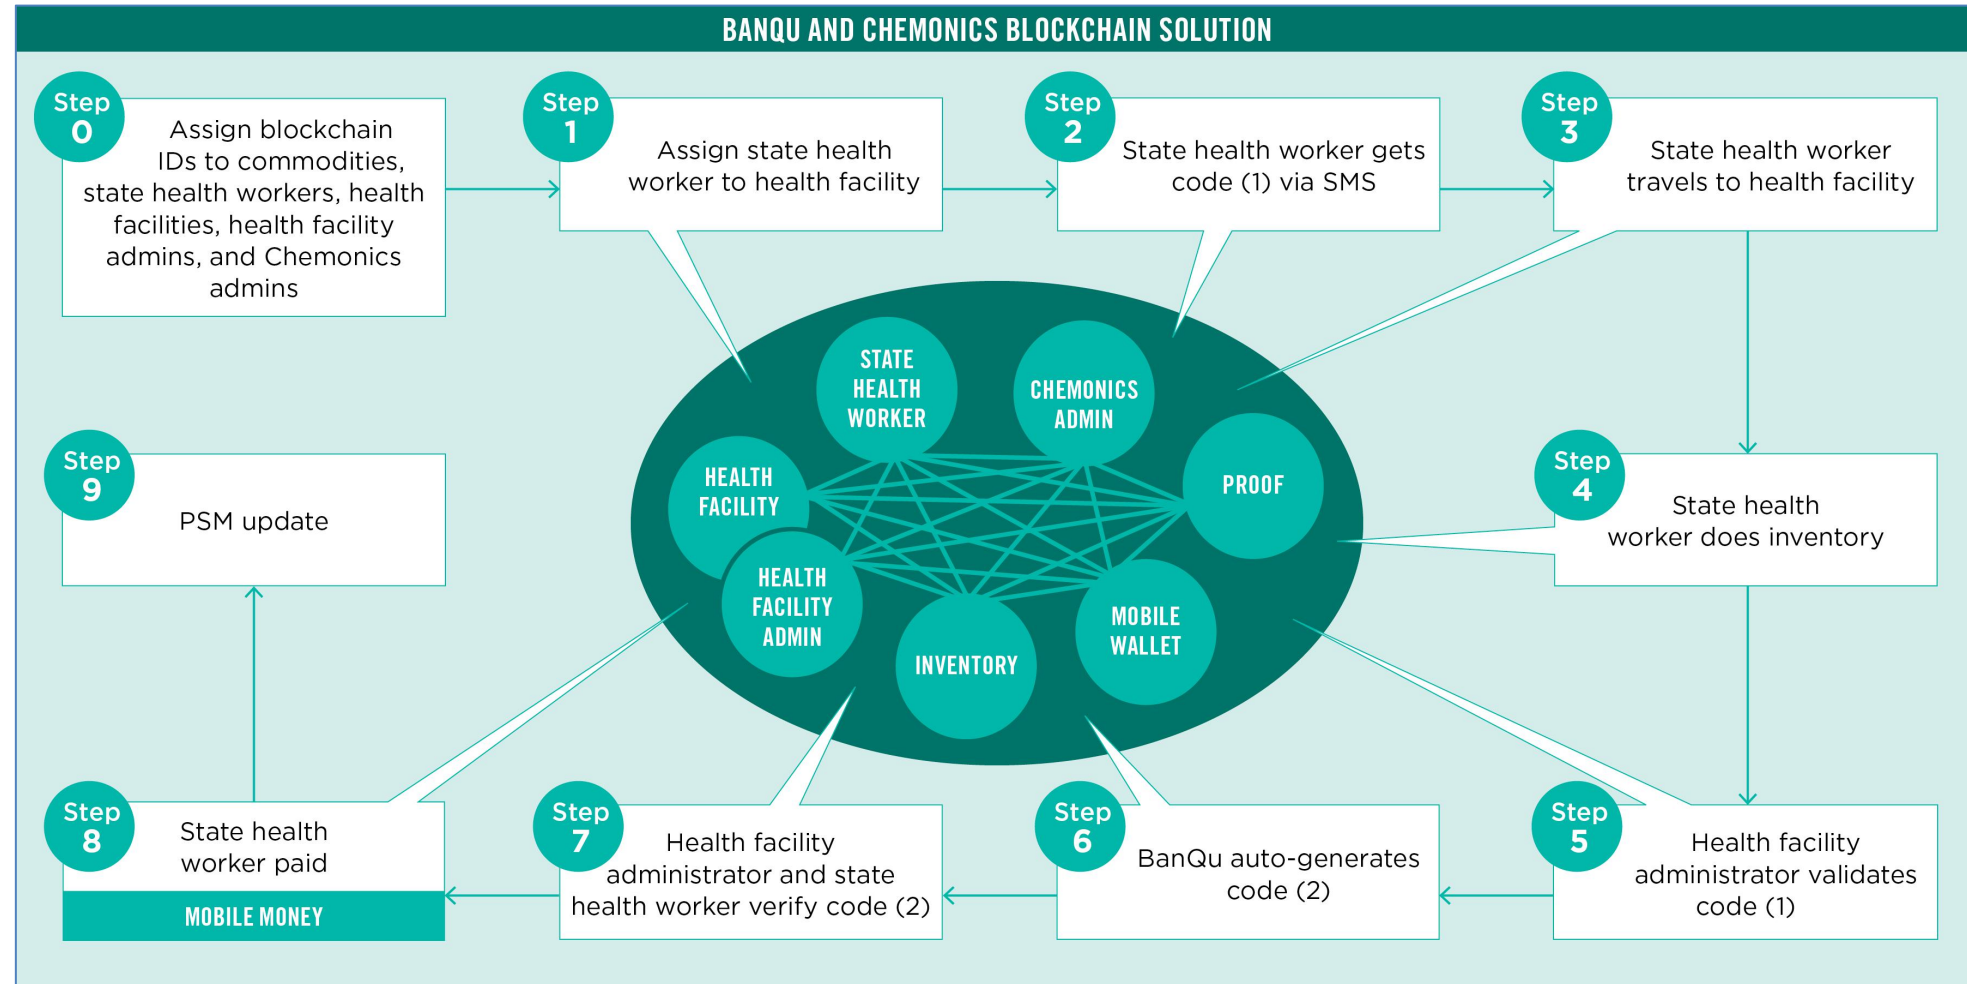 BANQU AND CHEMONICS BLOCKCHAIN SOLUTION
Step
0
Assign blockchain
IDs to commodities,
state health workers, health
facilities, health facility
admins, and Chemonics
admins
Step
1
Assign state health
worker to health facility
Step
2
State health worker gets
code (1) via SMS
Step
3
State health worker
travels to health facility
STATE
HEALTH
WORKER
CHEMONICS
ADMIN
HEALTH
FACILITY
PROOF
HEALTH
FACILITY
ADMIN
INVENTORY
MOBILE
WALLET
Step
4
State health
worker does inventory
Step
5
Health facility
administrator validates
code (1)
Step
6
BanQu auto-generates
code (2)
Step
7
Health facility
administrator and state
health worker verify code (2)
Step
8
State health
worker paid
MOBILE MONEY
Step
9
PSM update